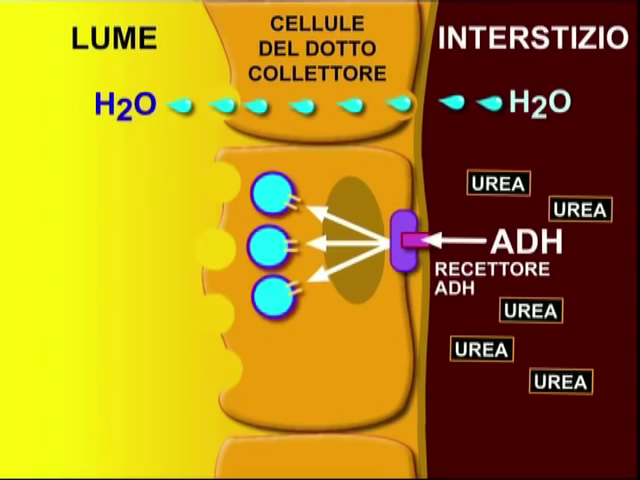 LUME
CELLULE
DEL DOTTO
COLLETTORE
INTERSTIZIO
H2O
H2O
UREA
UREA
ADH
RECETTORE
ADH
UREA
UREA
UREA